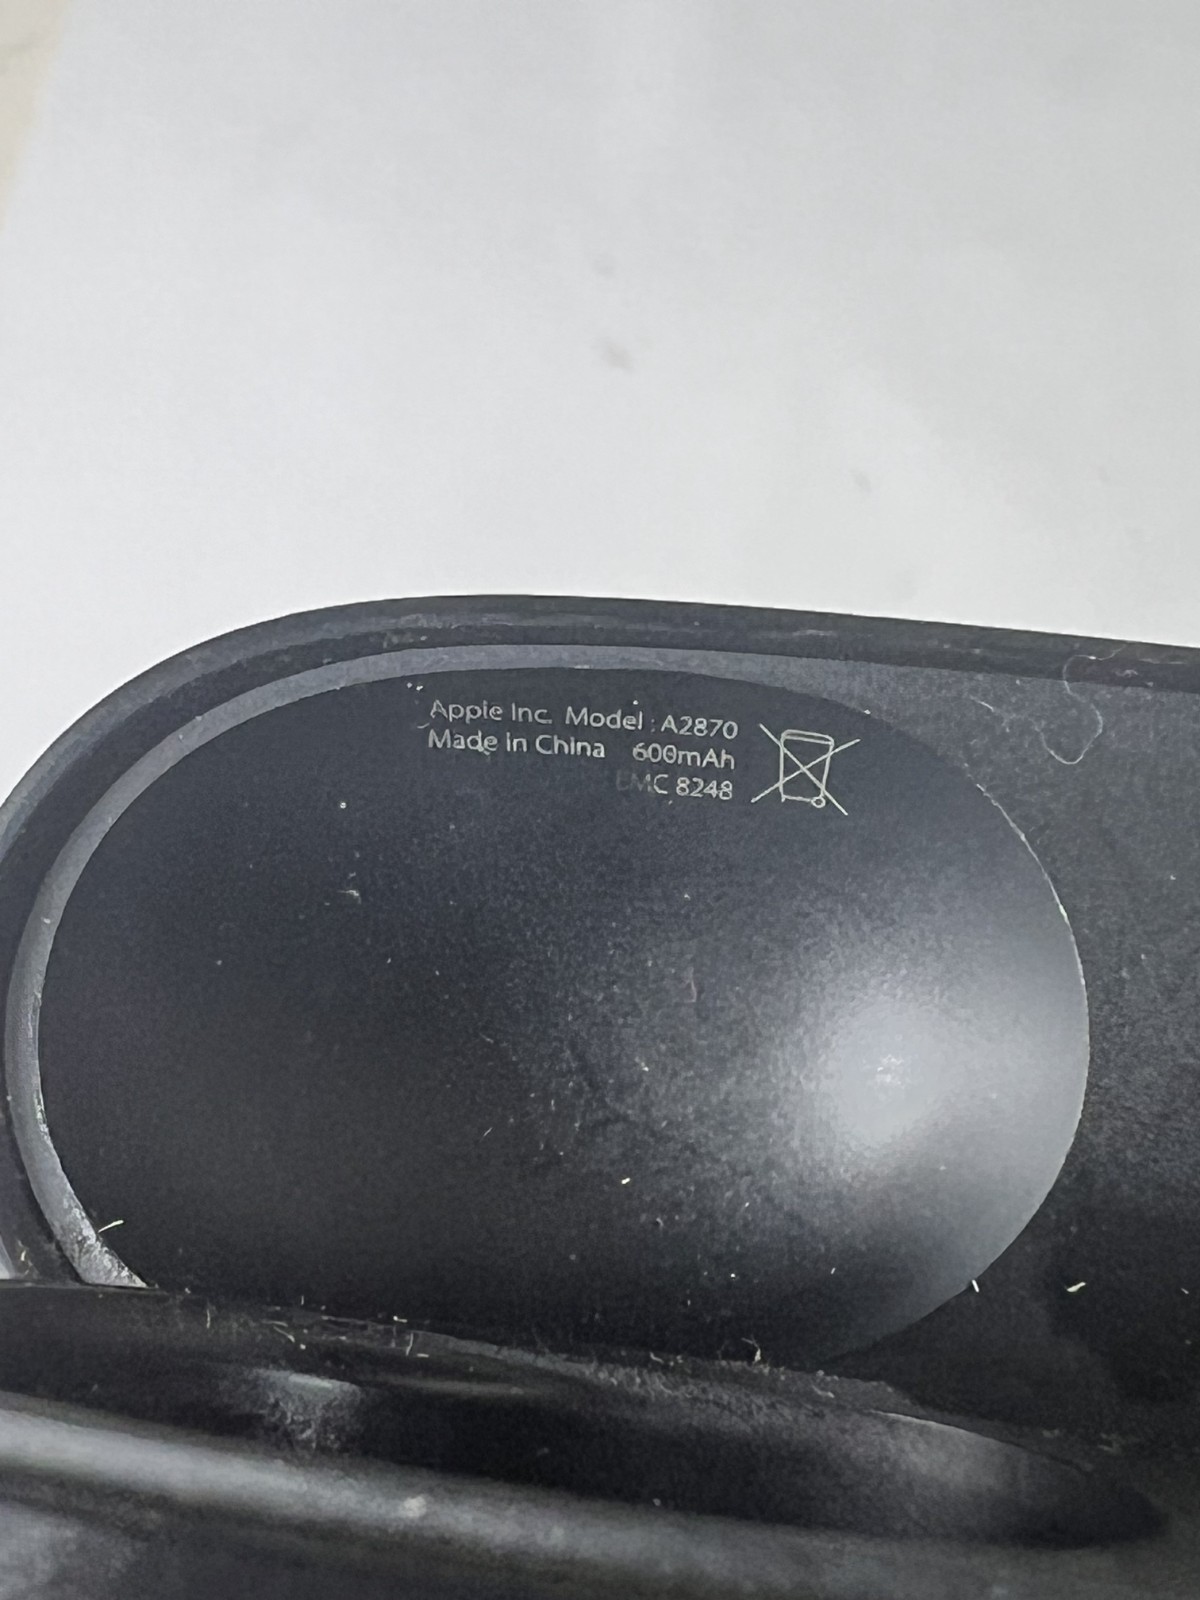 Apple Inc. Model : A2870
Made in China 600mAh
EMC 8248